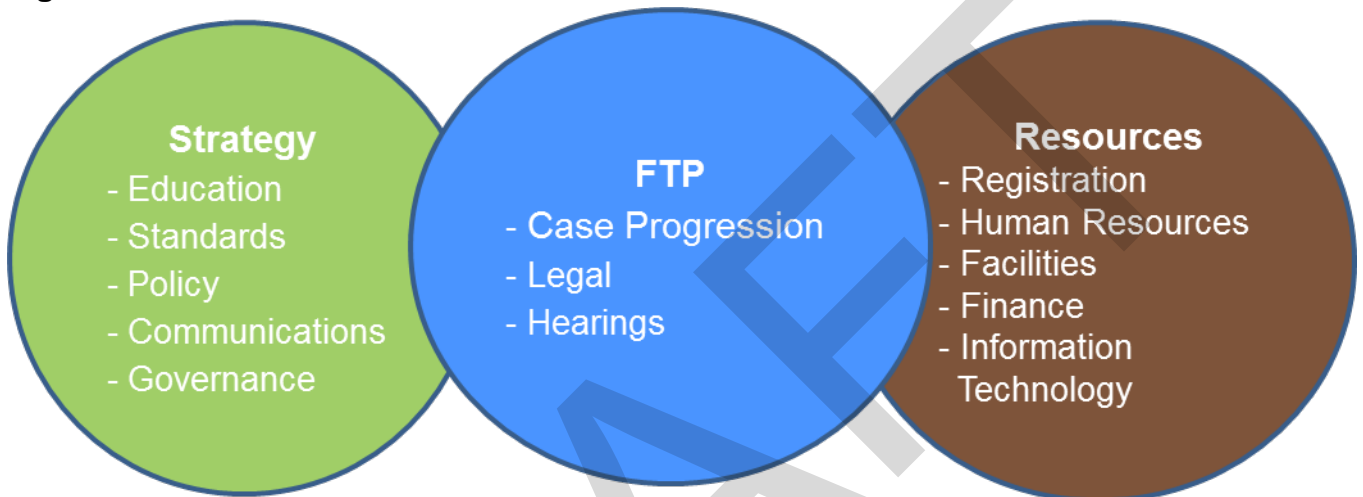 Strategy
- Education
- Standards
- Policy
- Communications
- Governance
FTP
- Case Progression
- Legal
- Hearings
Resources
- Registration
- Human Resources
- Facilities
- Finance
- Information
Technology